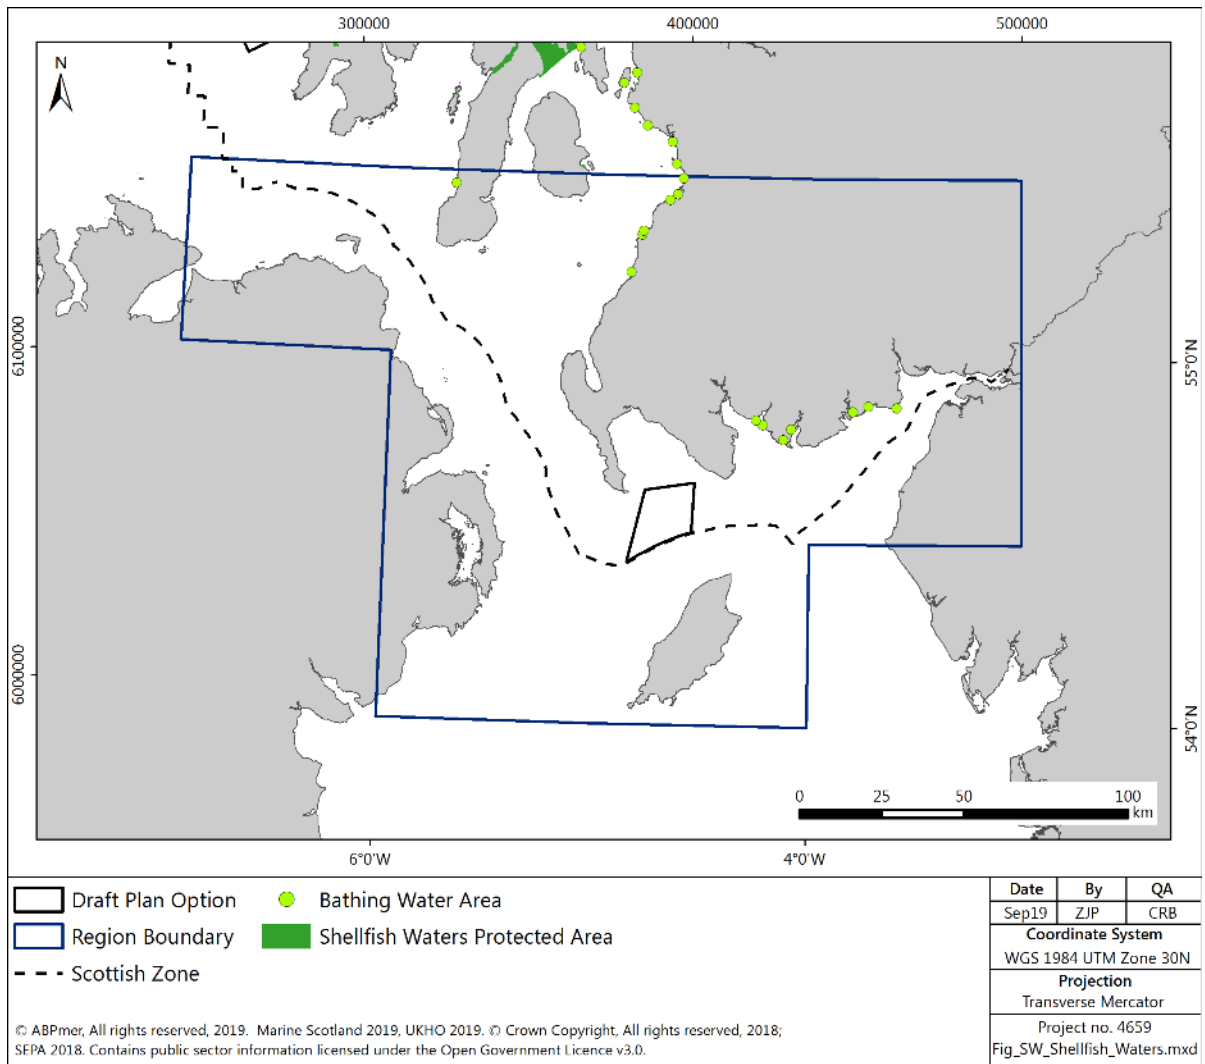 300000 400000 500000
N
6100000
55°0'N
6000000
54°0'N
0 25 50 100
km
6°0'W 4°0'W
Draft Plan Option
Bathing Water Area
Region Boundary
Shellfish Waters Protected Area
Scottish Zone
Date By QA
Sep19 ZJP CRB
Coordinate System
WGS 1984 UTM Zone 30N
Projection
Transverse Mercator
Project no. 4659
Fig_SW_Shellfish_Waters.mxd
© ABPmer, All rights reserved, 2019. Marine Scotland 2019, UKHO 2019. © Crown Copyright, All rights reserved, 2018;
SEPA 2018. Contains public sector information licensed under the Open Government Licence v3.0.